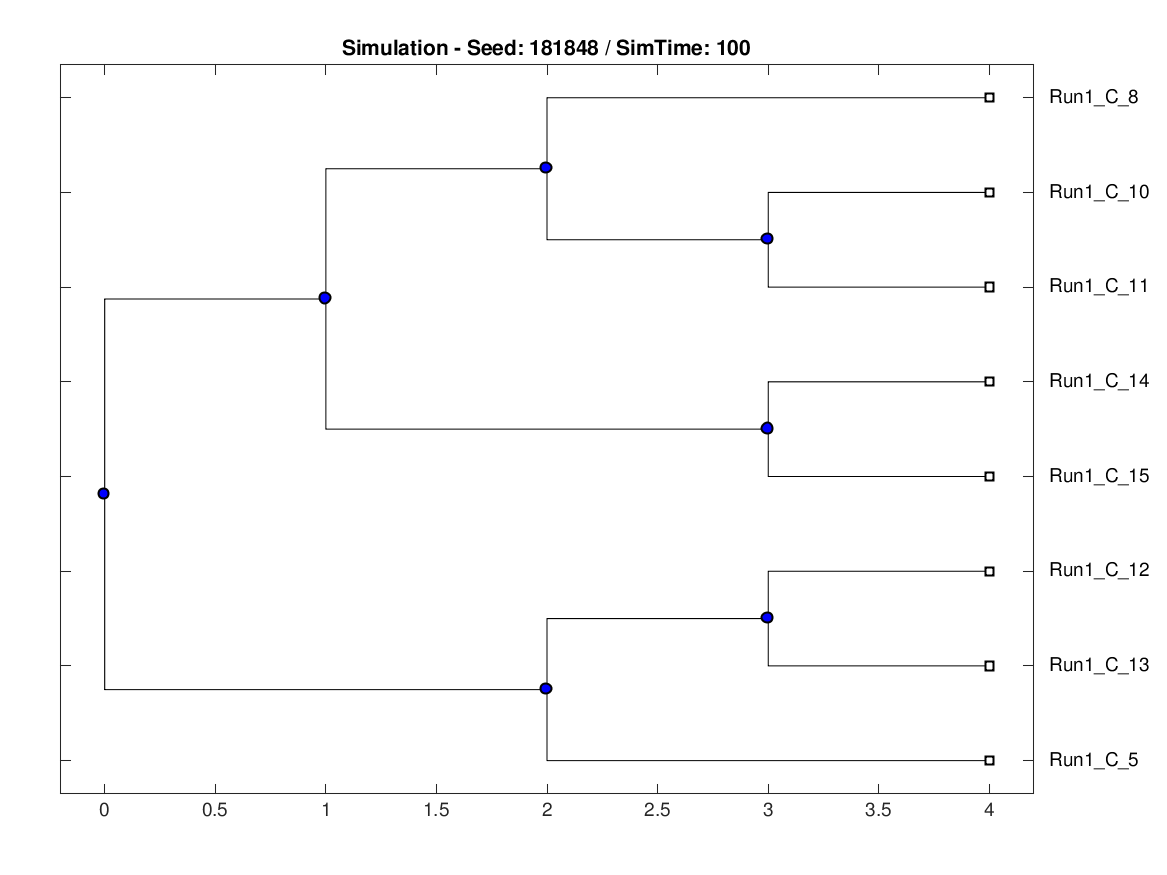 Simulation - Seed: 181848 / SimTime: 100
Run1_C_8
Run1_C_10
Run1_C_11
Run1_C_14
Run1_C_15
Run1_C_12
Run1_C_13
Run1_C_5
0 0.5 1 1.5 2 2.5 3 3.5 4